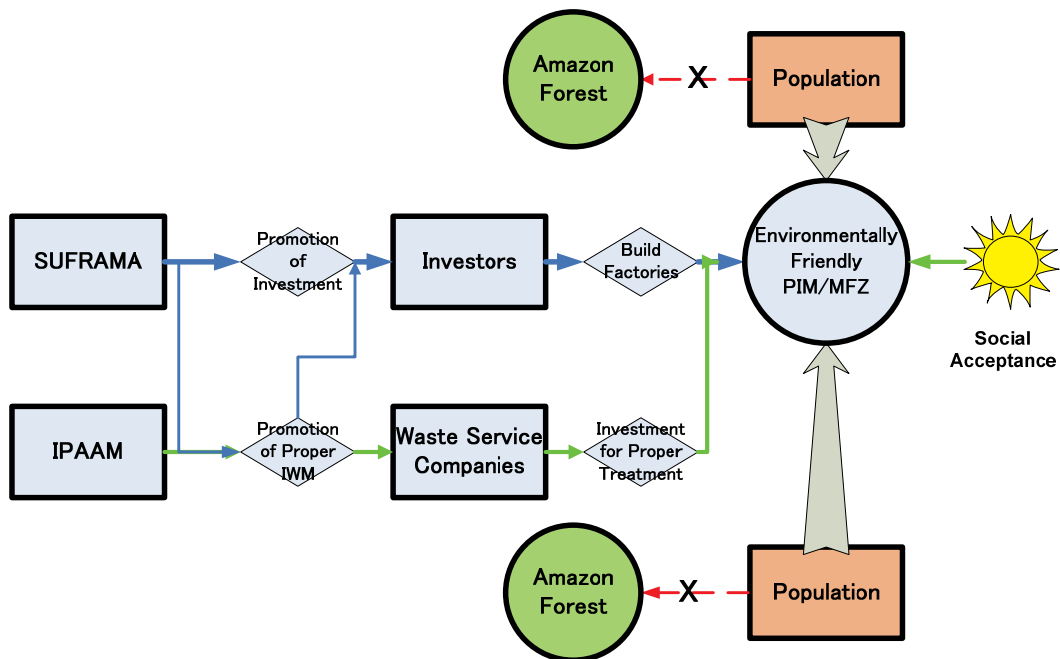 Amazon
Forest
X
Population
SUFRAMA
Promotion
of
Investment
Investors
Build
Factories
Environmentally
Friendly
PIM/MFZ
Social
Acceptance
IPAAM
Promotion
of Proper
IWM
Waste Service
Companies
Investment
for Proper
Treatment
Amazon
Forest
X
Population